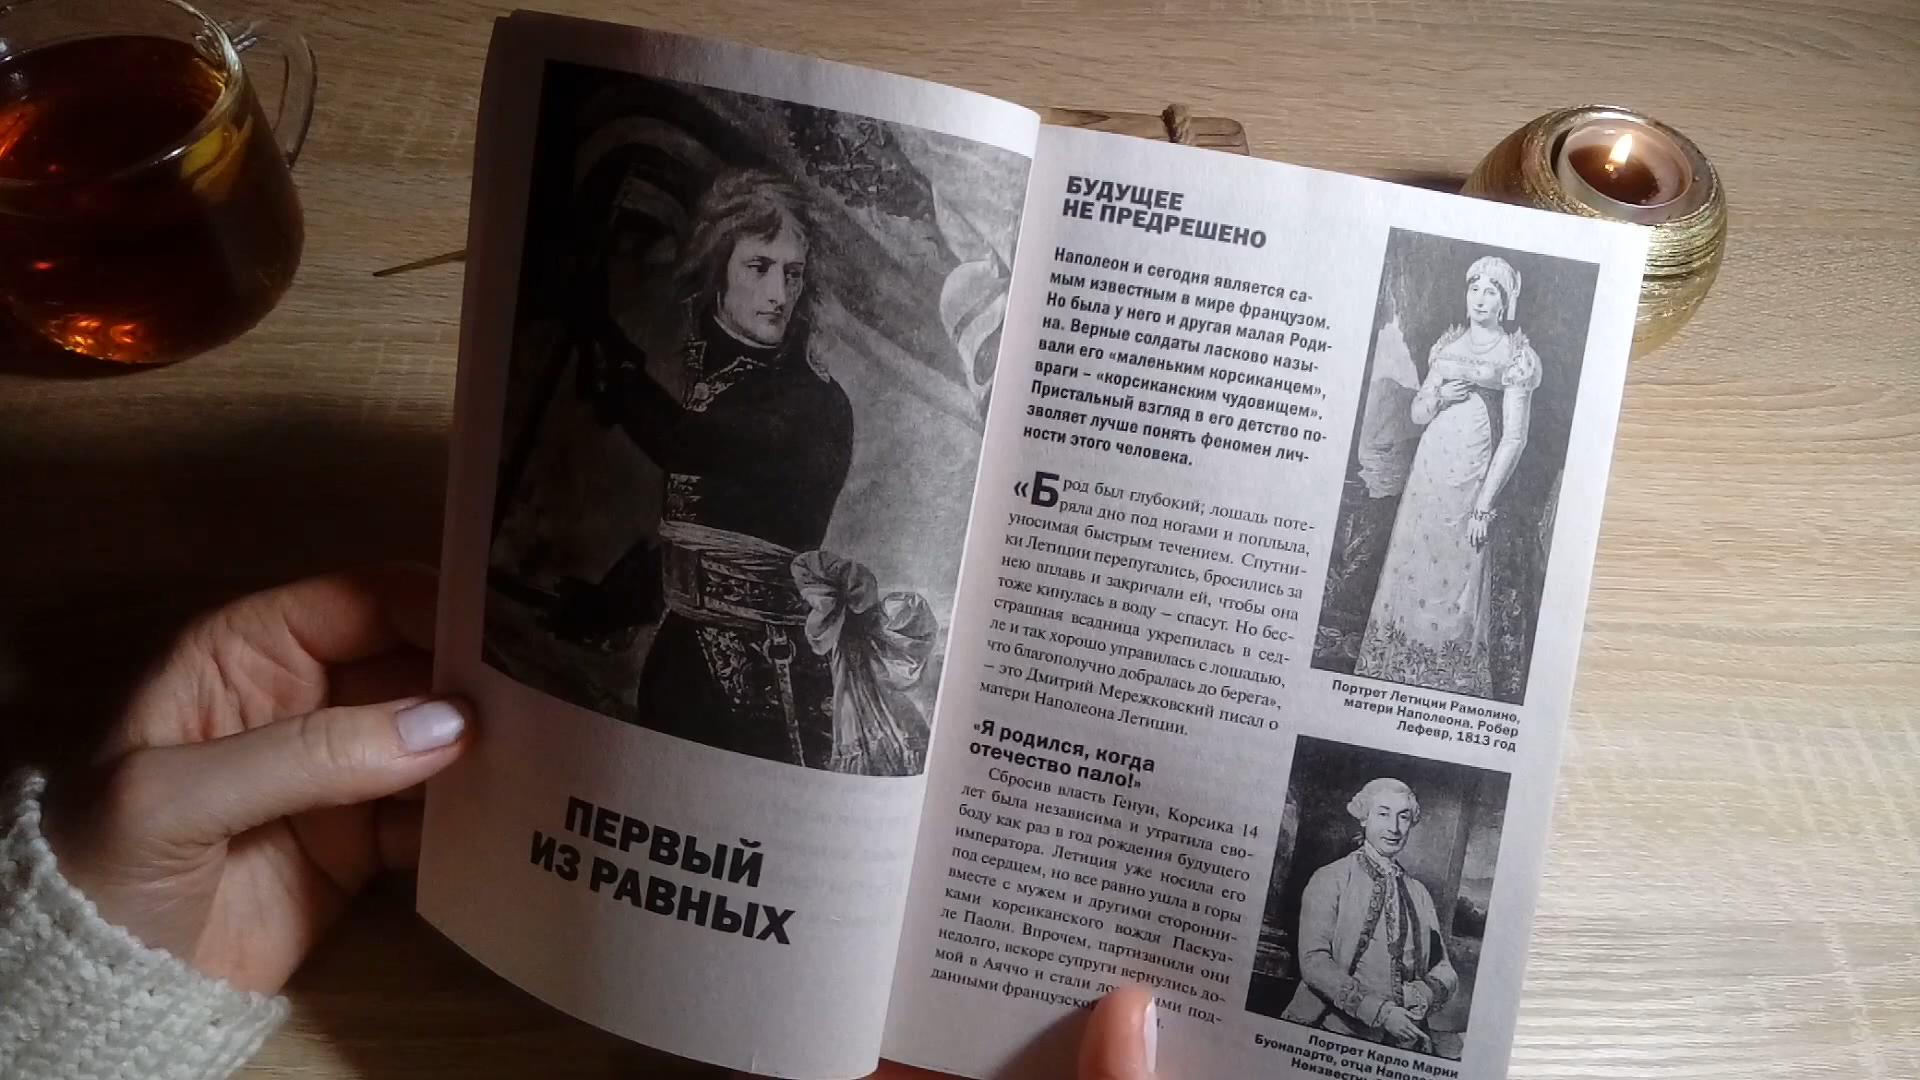 ПЕРВЫЙ
ИЗ РАВНЫХ
БУДУЩЕЕ
НЕ ПРЕДРЕШЕНО
Наполеон и сегодня является са-
мым известным в мире французом.
Но была у него и другая малая Роди-
на. Верные солдаты ласково назы-
вали его «маленьким корсиканцем»,
враги – «корсиканским чудовищем».
Пристальный взгляд в его детство по-
зволяет лучше понять феномен лич-
ности этого человека.
«Брод был глубокий; лошадь поте-
ряла дно под ногами и поплыла,
уносимая быстрым течением. Спутни-
ки Летиции перепугались, бросились за
нею вплавь и закричали ей, чтобы она
тоже кинулась в воду – спасут. Но бес-
страшная всадница укрепилась в сед-
ле и так хорошо управилась с лошадью,
что благополучно добралась до берега»,
– это Дмитрий Мережковский писал о
матери Наполеона Летиции.
«Я родился, когда
отечество пало!»
Сбросив власть Генуи, Корсика 14
лет была независима и утратила сво-
боду как раз в год рождения будущего
императора. Летиция уже носила его
под сердцем, но все равно ушла в горы
вместе с мужем и другими сторонни-
ками корсиканского вождя Паскуа-
ле Паоли. Впрочем, партизанили они
недолго, вскоре супруги вернулись до-
мой в Аяччо и стали под-
данными
Портрет Летиции Рамолино,
матери Наполеона. Робер
Лефевр, 1813 год
Портрет Карло Марии
Буонапарте, отца